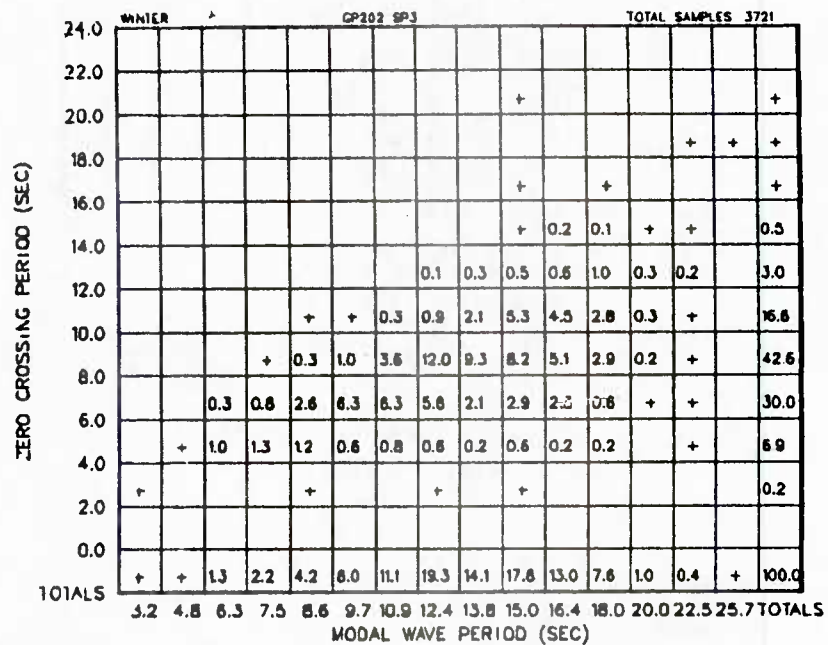 WINTER GP202 SP3 TOTAL SAMPLES 3721
24.0
22.0
+ +
20.0
+ + +
18.0
+ + +
16.0
+ 0.2 0.1 + + 0.5
14.0
0.1 0.3 0.5 0.6 1.0 0.3 0.2 3.0
12.0
+ + 0.3 0.9 2.1 5.3 4.5 2.8 0.3 + 16.6
10.0
+ 0.3 1.0 3.6 12.0 9.3 8.2 5.1 2.9 0.2 + 42.6
8.0
0.3 0.8 2.6 6.3 6.3 5.6 2.1 2.9 0.6 + + 30.0
6.0
+ 1.0 1.3 1.2 0.6 0.8 0.6 0.2 0.6 0.2 0.2 + 6.9
4.0
+ + + + 0.2
2.0
0.0
+ + 1.3 2.2 4.2 8.0 11.1 19.3 14.1 17.6 13.0 7.6 1.0 0.4 + 100.0
TOTALS
3.2 4.8 6.3 7.5 8.6 9.7 10.9 12.4 13.8 15.0 16.4 18.0 20.0 22.5 25.7 TOTALS
MODAL WAVE PERIOD (SEC)
ZERO CROSSING PERIOD (SEC)